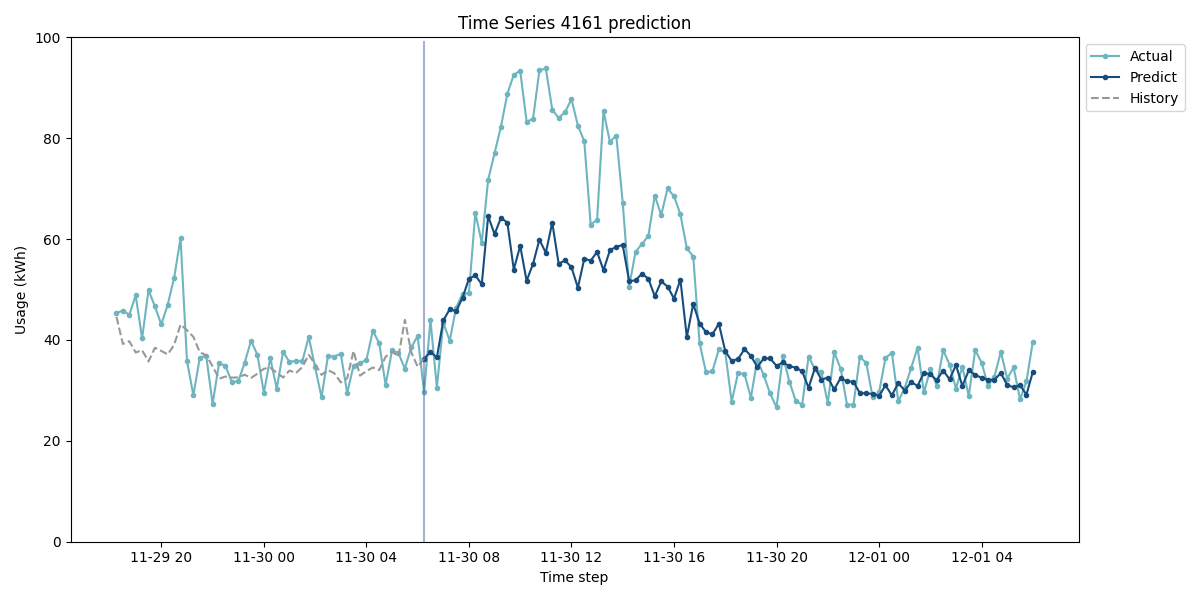 Time Series 4161 prediction
Usage (kWh)
100
80
60
40
20
0
11-29 20
11-30 00
11-30 04
11-30 08
11-30 12
11-30 16
11-30 20
12-01 00
12-01 04
Time step
Actual
Predict
History